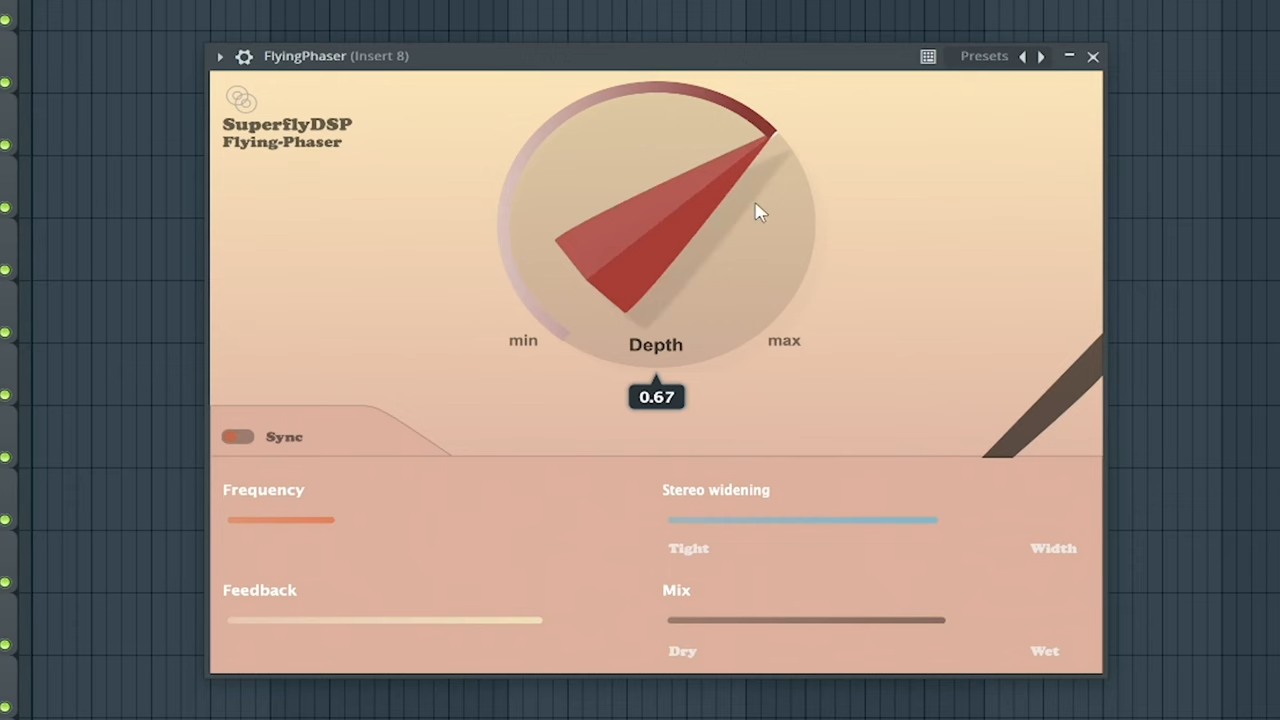 FlyingPhaser (Insert 8)
Presets
SuperflyDSP
Flying-Phaser
min
Depth
max
0.67
Sync
Frequency
Stereo widening
Tight
Width
Feedback
Mix
Dry
Wet